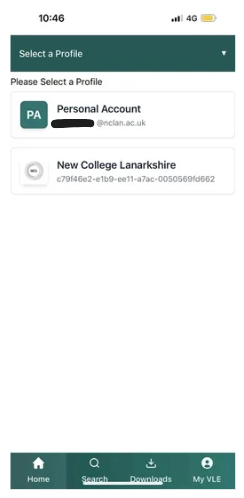 10:46
4G
Select a Profile
Please Select a Profile
PA
Personal Account
@nclan.ac.uk
New College Lanarkshire
c79f46e2-e1b9-ee11-a7ac-0050569fd662
Home
Search
Downloads
My VLE